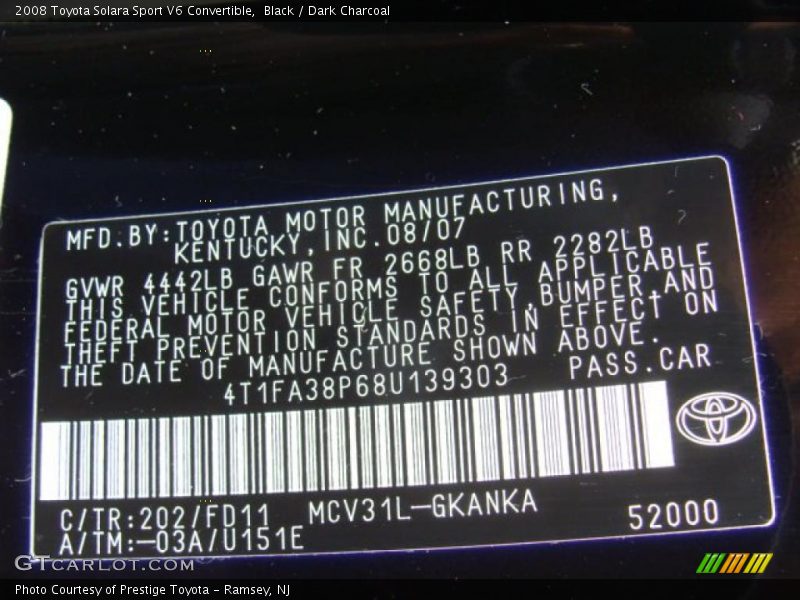 2008 Toyota Solara Sport V6 Convertible,  Black / Dark Charcoal
MFD.BY:TOYOTA MOTOR MANUFACTURING,
KENTUCKY,INC.08/07
GVWR 4442LB GAWR FR 2668LB RR 2282LB
THIS VEHICLE CONFORMS TO ALL APPLICABLE
FEDERAL MOTOR VEHICLE SAFETY,BUMPER,AND
THEFT PREVENTION STANDARDS IN EFFECT ON
THE DATE OF MANUFACTURE SHOWN ABOVE.
4T1FA38P68U139303 PASS.CAR
C/TR:202/FD11 MCV31L-GKANKA 52000
A/TM:-03A/U151E
GTCARLOT.COM
Photo Courtesy of Prestige Toyota - Ramsey, NJ